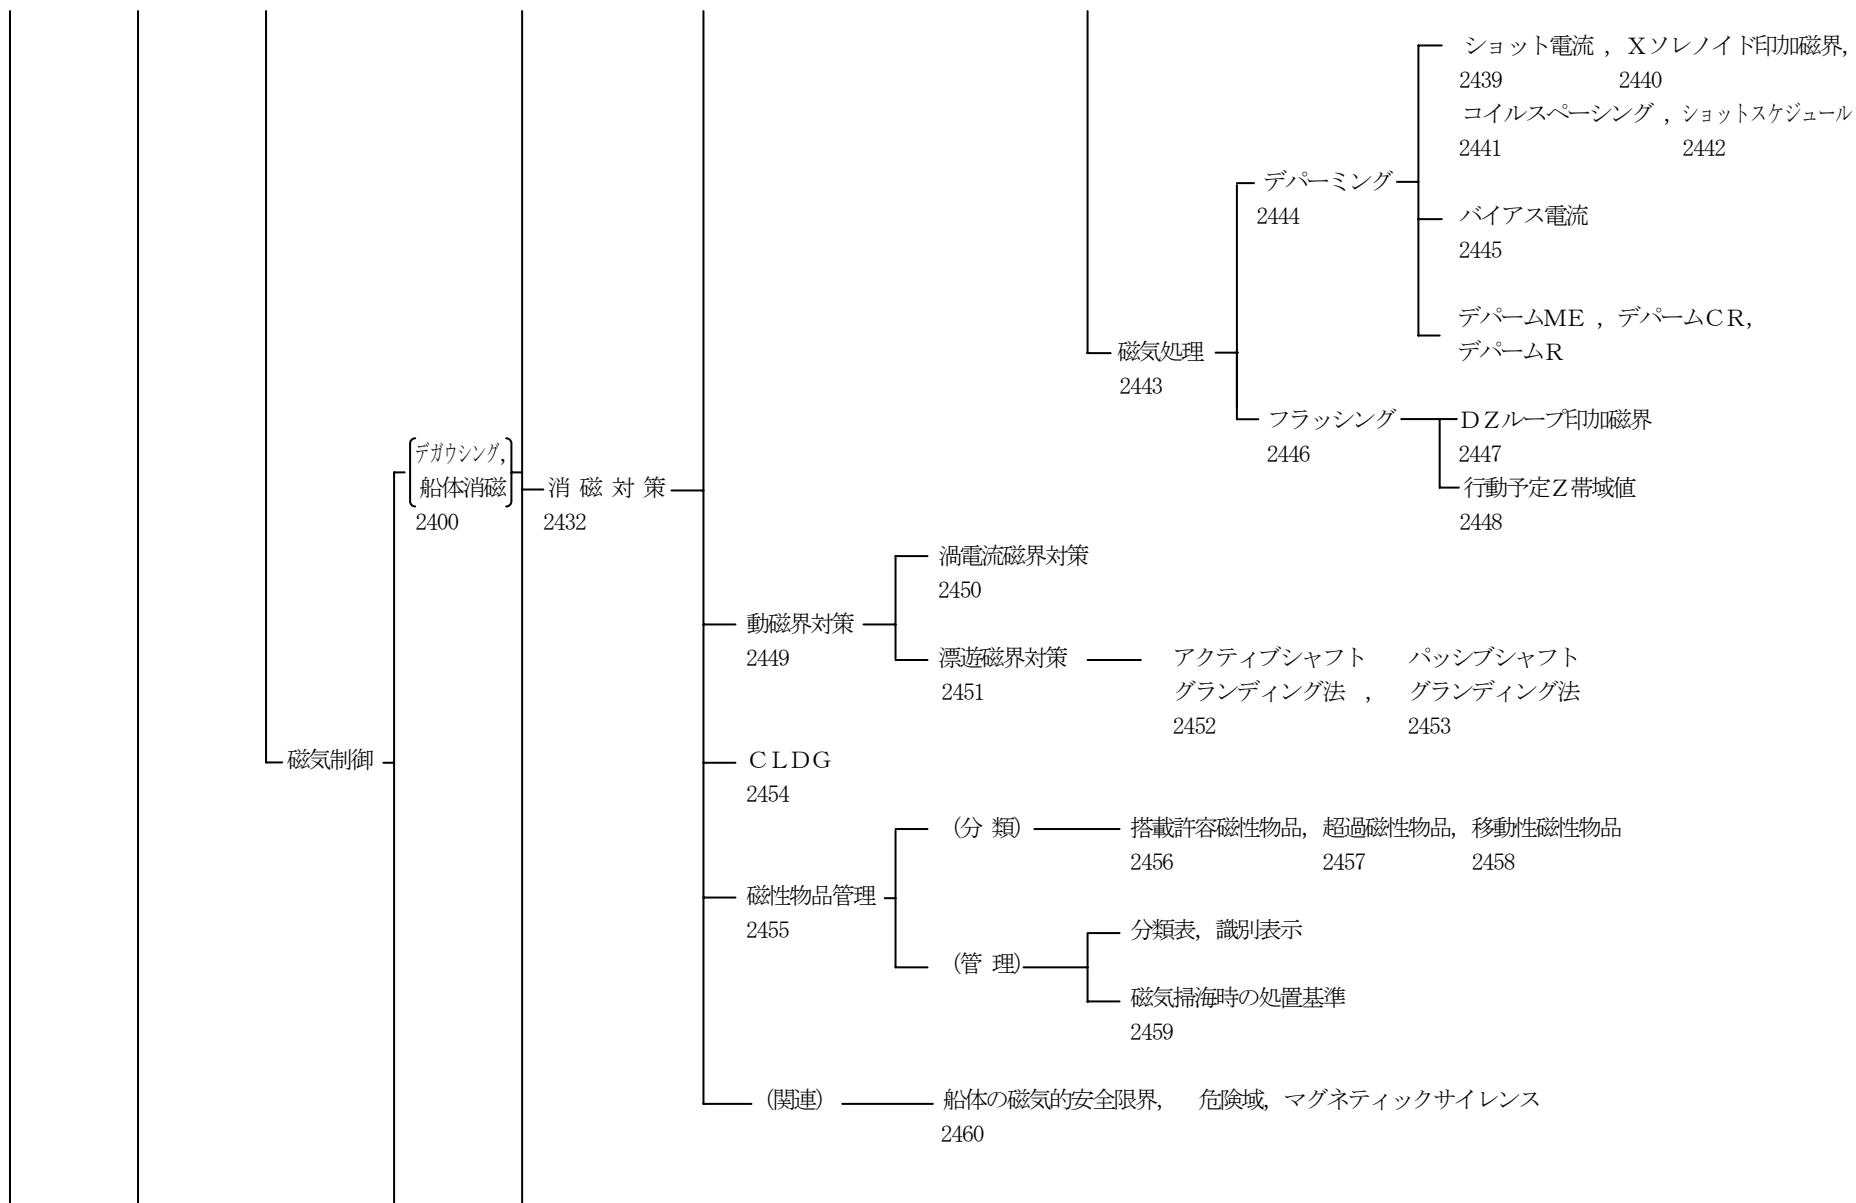 ショット電流 , Xソレノイド印加磁界,
2439 2440
コイルスペーシング , ショットスケジュール
2441 2442
デパーミング
2444
バイアス電流
2445
デパームME , デパームCR,
デパームR
磁気処理
2443
フラッシング
2446
DZループ印加磁界
2447
行動予定Z帯域値
2448
デガウシング,
船体消磁
2400
消磁対策
2432
渦電流磁界対策
2450
動磁界対策
2449
漂遊磁界対策
2451
アクティブシャフト パッシブシャフト
グランディング法 , グランディング法
2452 2453
磁気制御
CLDG
2454
(分 類)
搭載許容磁性物品, 超過磁性物品, 移動性磁性物品
2456 2457 2458
磁性物品管理
2455
分類表, 識別表示
(管 理)
磁気掃海時の処置基準
2459
(関連)
船体の磁気的安全限界, 危険域, マグネティックサイレンス
2460